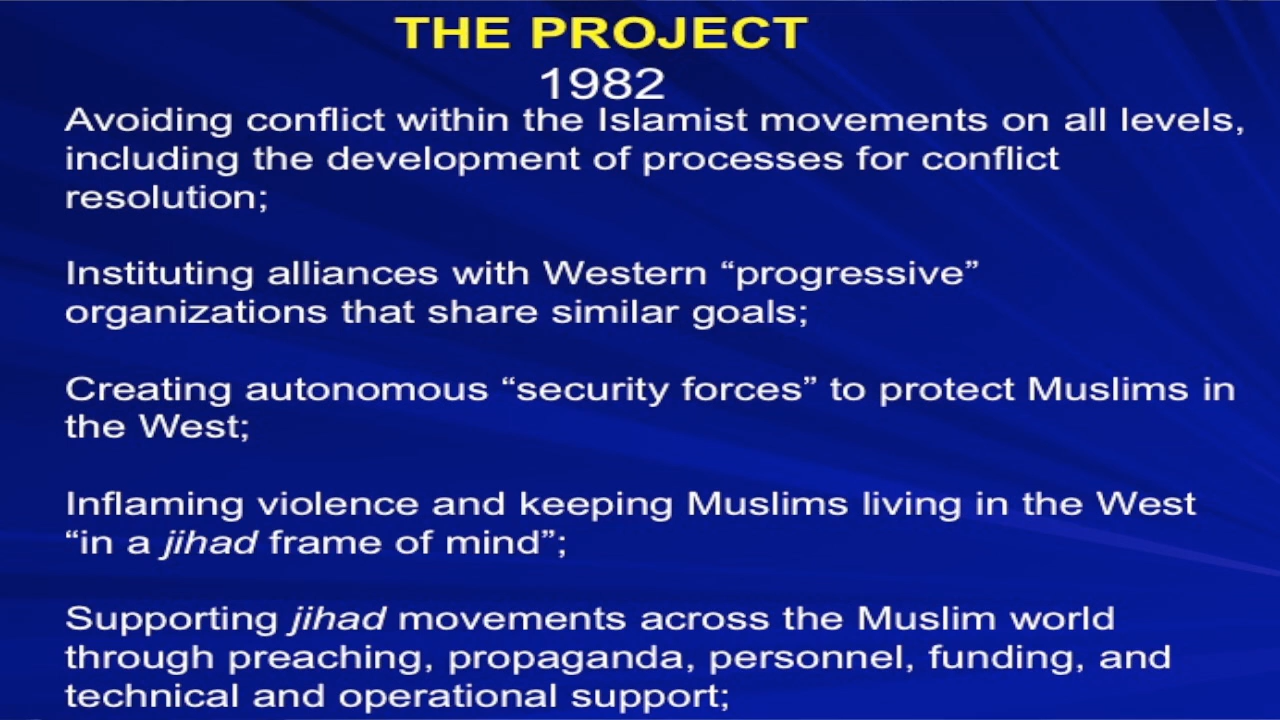 THE PROJECT
1982
Avoiding conflict within the Islamist movements on all levels,
including the development of processes for conflict
resolution;
Instituting alliances with Western “progressive”
organizations that share similar goals;
Creating autonomous “security forces” to protect Muslims in
the West;
Inflaming violence and keeping Muslims living in the West
“in a jihad frame of mind”;
Supporting jihad movements across the Muslim world
through preaching, propaganda, personnel, funding, and
technical and operational support;